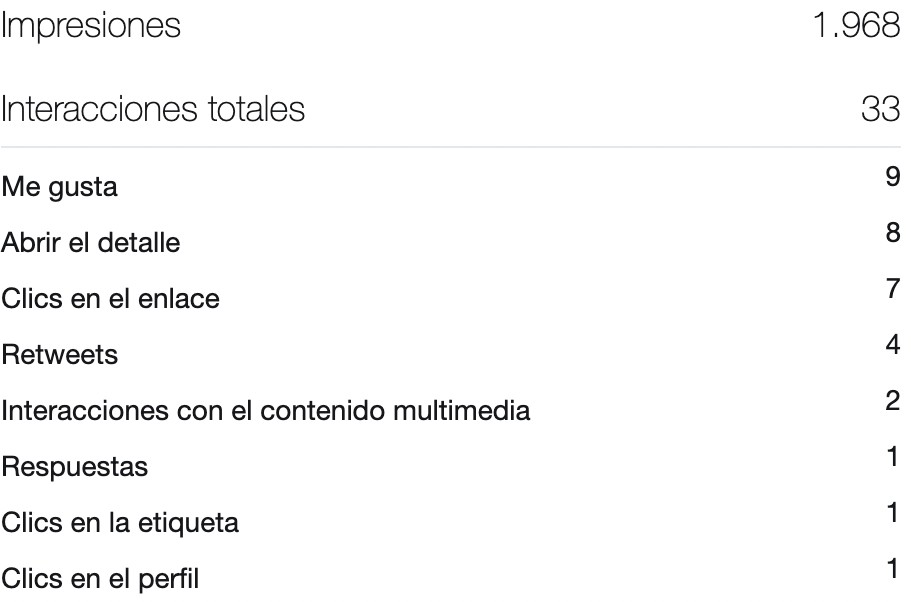 Impresiones 1.968
Interacciones totales 33
Me gusta 9
Abrir el detalle 8
Clics en el enlace 7
Retweets 4
Interacciones con el contenido multimedia 2
Respuestas 1
Clics en la etiqueta 1
Clics en el perfil 1